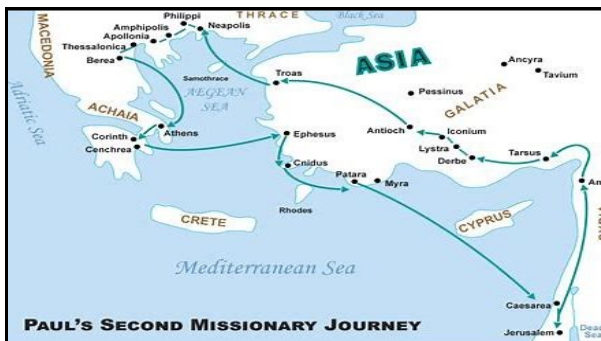 Philippi
THRACE
Black Sea
Neapolis
Amphipolis
Apollonia
Thessalonica
Berea
MACEDONIA
Adriatic Sea
Samothrace
AEGEAN
SEA
Troas
ASIA
Ancyra
Tavium
Pessinus
GALATIA
ACHAIA
Athens
Corinth
Cenchrea
Ephesus
Antioch
Iconium
Lystra
Derbe
Tarsus
Cnidus
Patara
Myra
Rhodes
CRETE
CYPRUS
Mediterranean Sea
Caesarea
Jerusalem
Dead
Sea
PAUL'S SECOND MISSIONARY JOURNEY